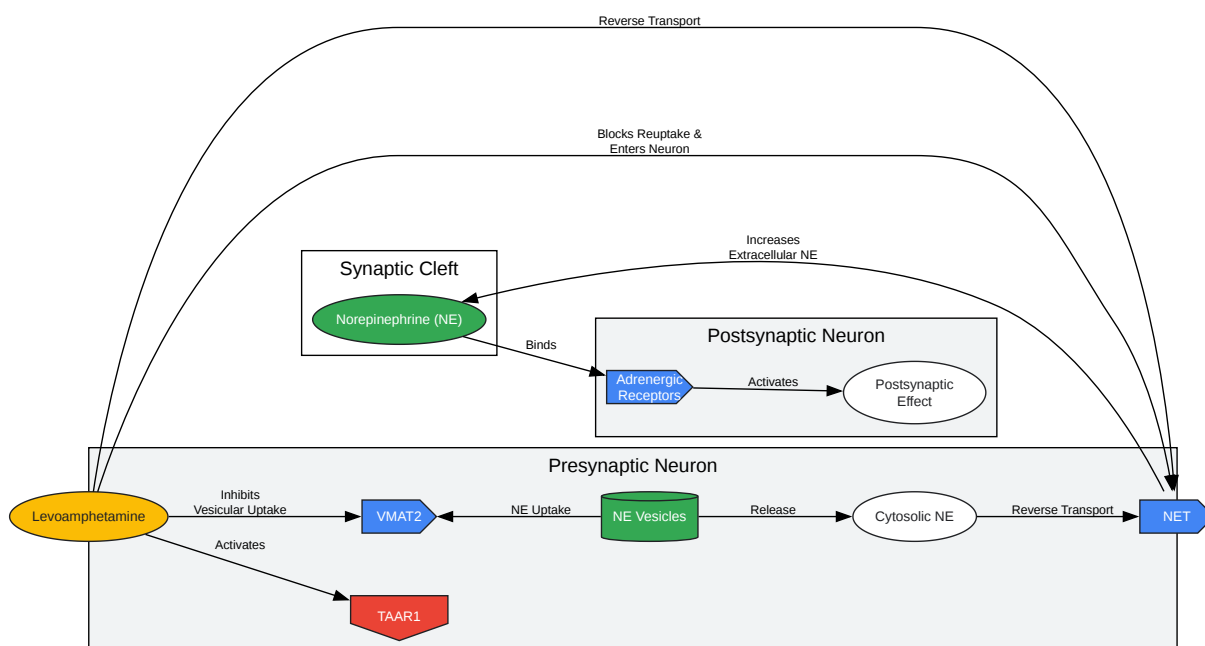 Reverse Transport
Blocks Reuptake &
Enters Neuron
Increases
Extracellular NE
Synaptic Cleft
Norepinephrine (NE)
Binds
Postsynaptic Neuron
Adrenergic
Receptors
Activates
Postsynaptic
Effect
Presynaptic Neuron
Levoamphetamine
Inhibits
Vesicular Uptake
VMAT2
NE Uptake
NE Vesicles
Release
Cytosolic NE
Reverse Transport
NET
Activates
TAAR1